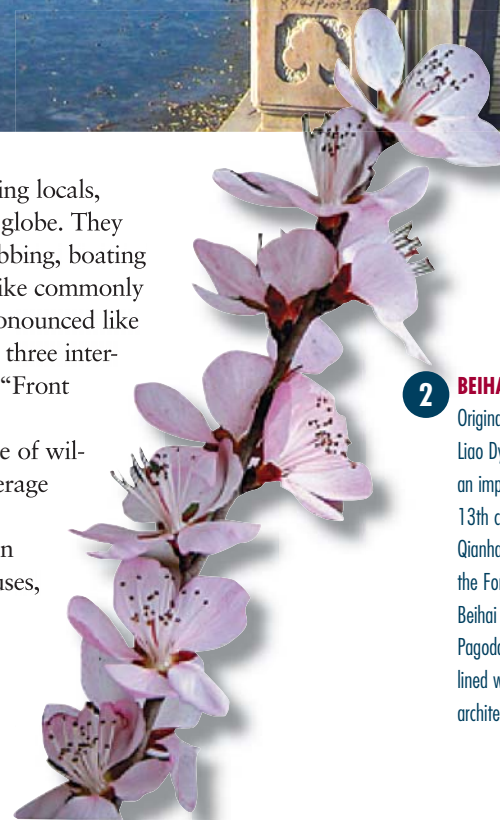 ing locals,
globe. They
bbing, boating
ike commonly
onounced like
three inter-
“Front
e of wil-
erage
n
uses,
2
BEIHA
Origina
Liao Dy
an imp
13th c
Qianha
the For
Beihai
Pagoda
lined w
archite